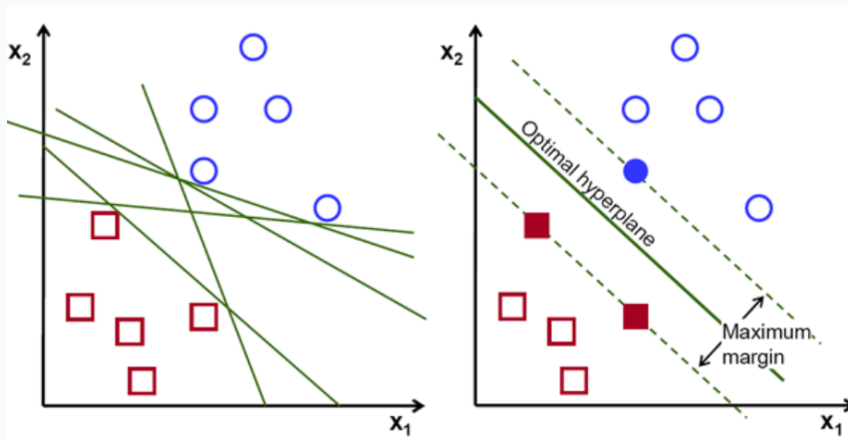 x₂
x₁
x₂
Optimal hyperplane
Maximum
margin
x₁